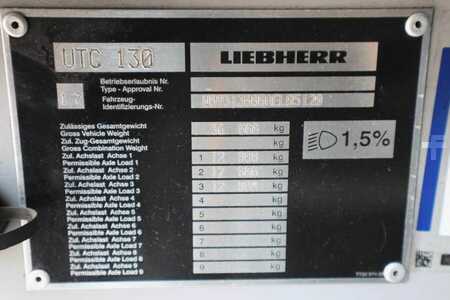 UTC 130 LIEBHERR
Betriebserlaubnis Nr.
Type - Approval Nr.
Fahrzeug-
Identifizierungs-Nr.
Zulässiges Gesamtgewicht
Gross Vehicle Weight kg
Zul. Zug-Gesamtgewicht
Gross Combination Weight kg
Zul. Achslast Achse 1
Permissible Axle Load 1 1 kg
Zul. Achslast Achse 2
Permissible Axle Load 2 kg
Zul. Achslast Achse 3
Permissible Axle Load 3 3 kg
Zul. Achslast Achse 4
Permissible Axle Load 4 4 kg
Zul. Achslast Achse 5
Permissible Axle Load 5 5 kg
Zul. Achslast Achse 6
Permissible Axle Load 6 6 kg
Zul. Achslast Achse 7
Permissible Axle Load 7 7 kg
Zul. Achslast Achse 8
Permissible Axle Load 8 8 kg
Zul. Achslast Achse 9
Permissible Axle Load 9 9 kg
1,5%